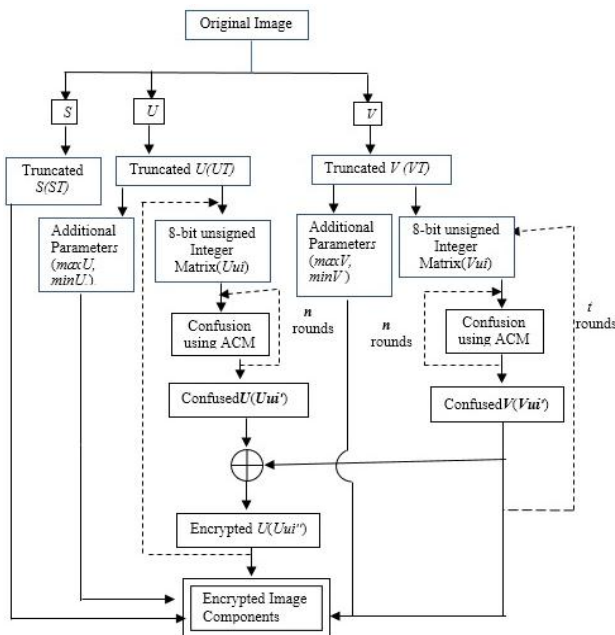 Original Image
S
U
V
Truncated
S(ST)
Truncated U(UT)
Truncated V (VT)
Additional
Parameters
(maxU,
minU.)
8-bit unsigned
Integer
Matrix(Uui)
Additional
Parameters
(maxV,
minV )
8-bit unsigned
Integer
Matrix(Vui)
n
rounds
n
rounds
t
rounds
Confusion
using ACM
Confusion
using ACM
ConfusedU(Uui')
ConfusedV(Vui')
Encrypted U(Uui'')
Encrypted Image
Components